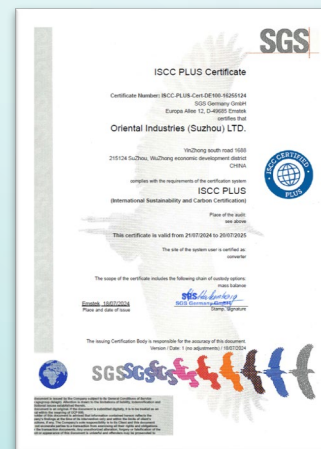 SGS
ISCC PLUS Certificate
Certificate Number: ISCC-PLUS-Cert-DE100-16255124
SGS Germany GmbH
Europa Allee 12, D-49685 Emstek
certifies that
Oriental Industries (Suzhou) LTD.
YinZhong south road 1688
215124 SuZhou, WuZhong economic development district
CHINA
ISCC CERTIFIED
PLUS
complies with the requirements of the certification system
ISCC PLUS
(International Sustainability and Carbon Certification)
Place of the audit:
see above
This certificate is valid from 21/07/2024 to 20/07/2025
The site of the system user is certified as:
converter
The scope of the certificate includes the following chain of custody options:
mass balance
Emstek, 18/07/2024
Place and date of issue
SGS
SGS Germany GmbH
Stamp, Signature
The issuing Certification Body is responsible for the accuracy of this document.
Version / Date: 1 (no adjustments) / 18/07/2024
SGS SGS